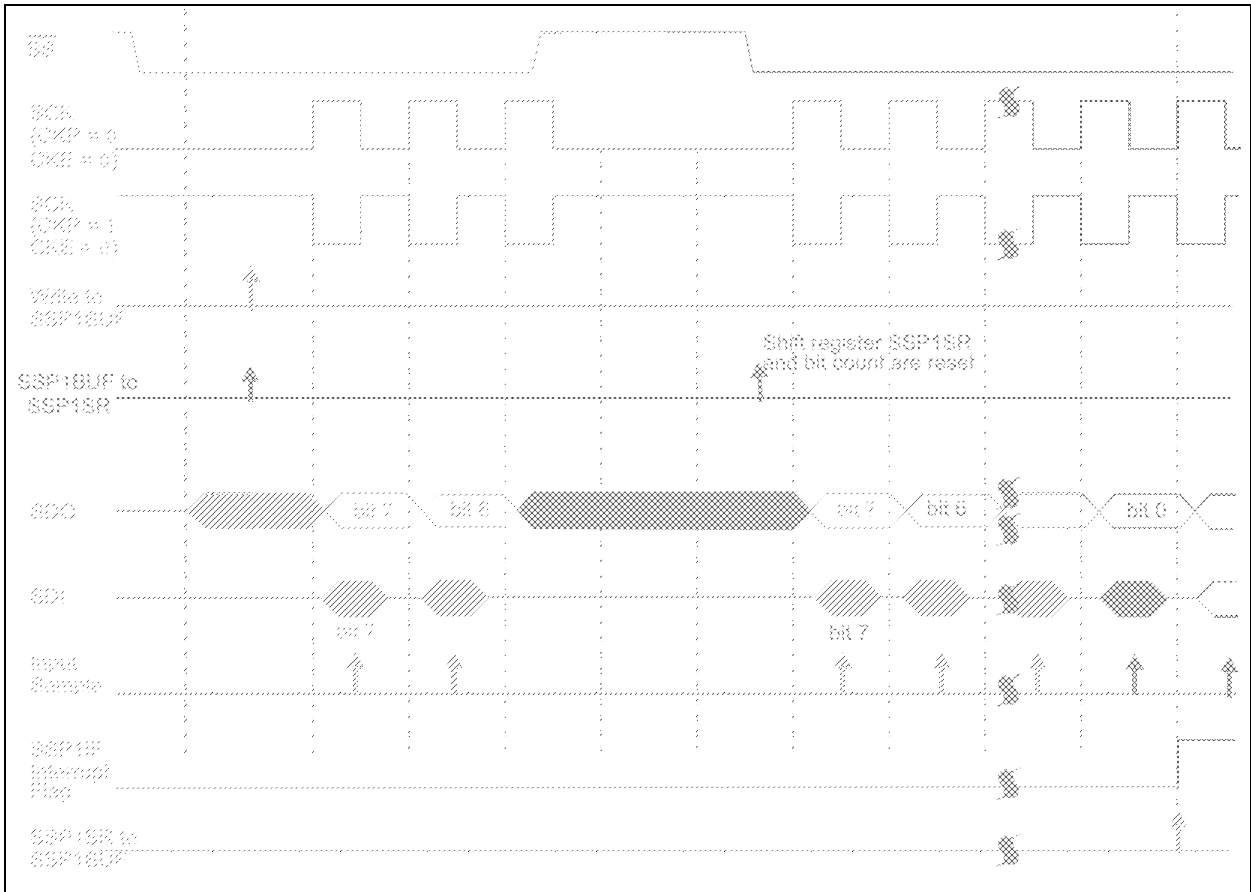 SS
SCK
(CKP = 0
CKE = 0)
SCK
(CKP = 1
CKE = 0)
Write to
SSP1BUF
Shift register SSP1SR
and bit count are reset
SSP1BUF to
SSP1SR
SDO
bit 7
bit 6
bit 7
bit 6
bit 0
SDI
bit 7
bit 7
Input
Sample
SSP1IF
Interrupt
Flag
SSP1SR to
SSP1BUF